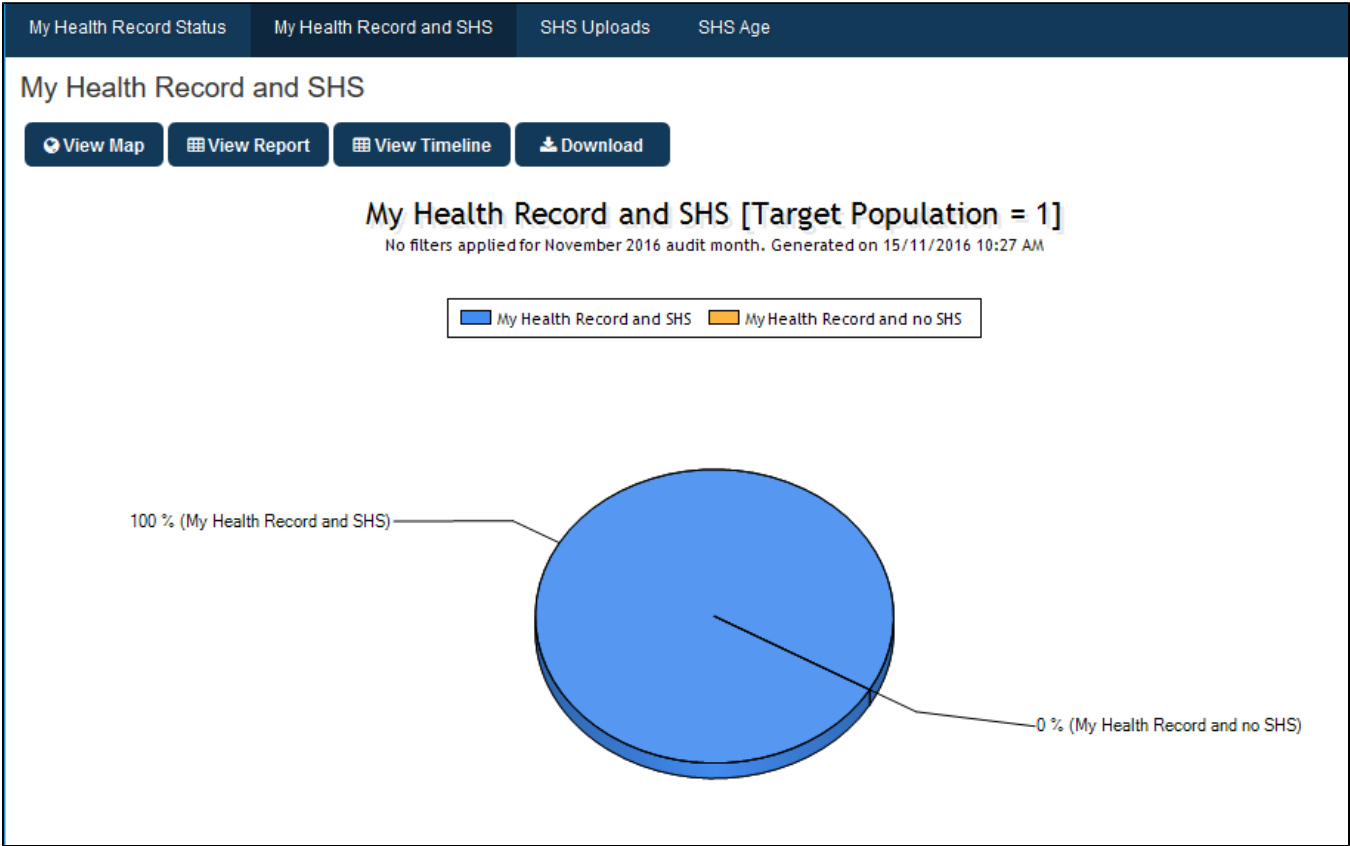 My Health Record Status My Health Record and SHS SHS Uploads SHS Age
My Health Record and SHS
View Map View Report View Timeline Download
My Health Record and SHS [Target Population = 1]
No filters applied for November 2016 audit month. Generated on 15/11/2016 10:27 AM
My Health Record and SHS My Health Record and no SHS
100 % (My Health Record and SHS)
0 % (My Health Record and no SHS)